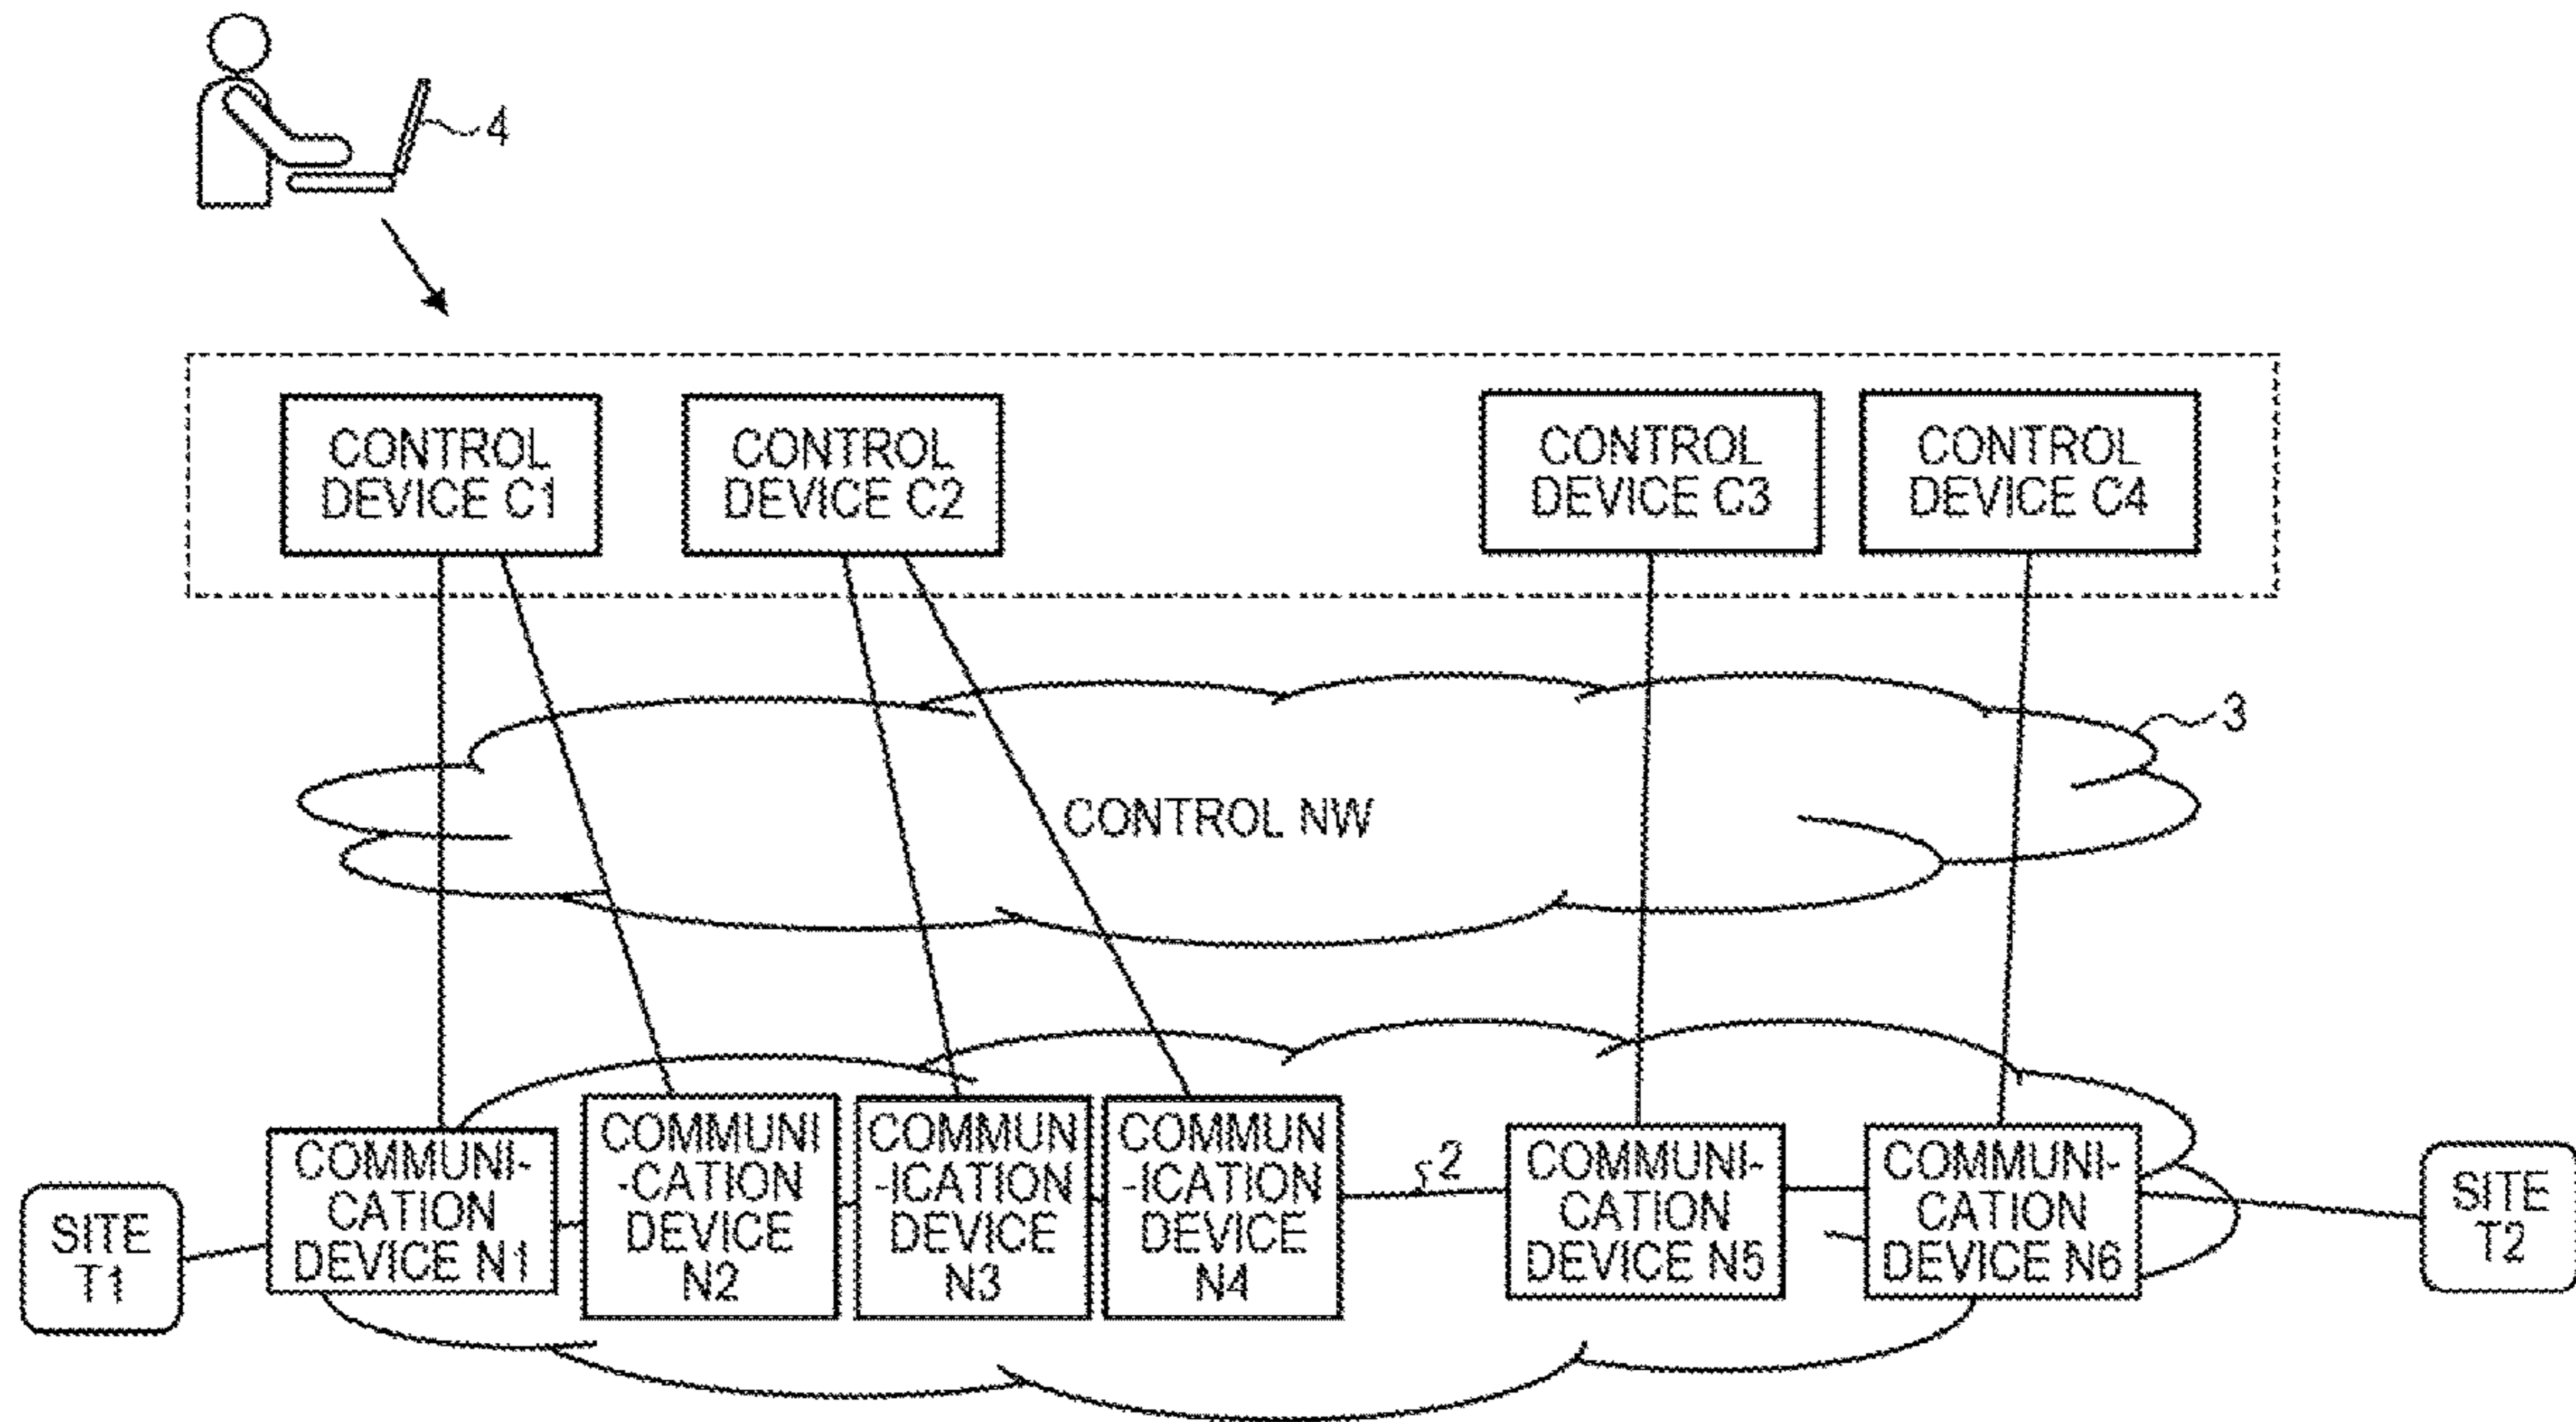 4
CONTROL
DEVICE C1
CONTROL
DEVICE C2
CONTROL
DEVICE C3
CONTROL
DEVICE C4
3
CONTROL NW
SITE
T1
COMMUNI-
CATION
DEVICE N1
COMMUNI
-CATION
DEVICE
N2
COMMUN
-ICATION
DEVICE
N3
COMMUN
-ICATION
DEVICE
N4
2
COMMUNI-
CATION
DEVICE N5
COMMUNI-
CATION
DEVICE N6
SITE
T2